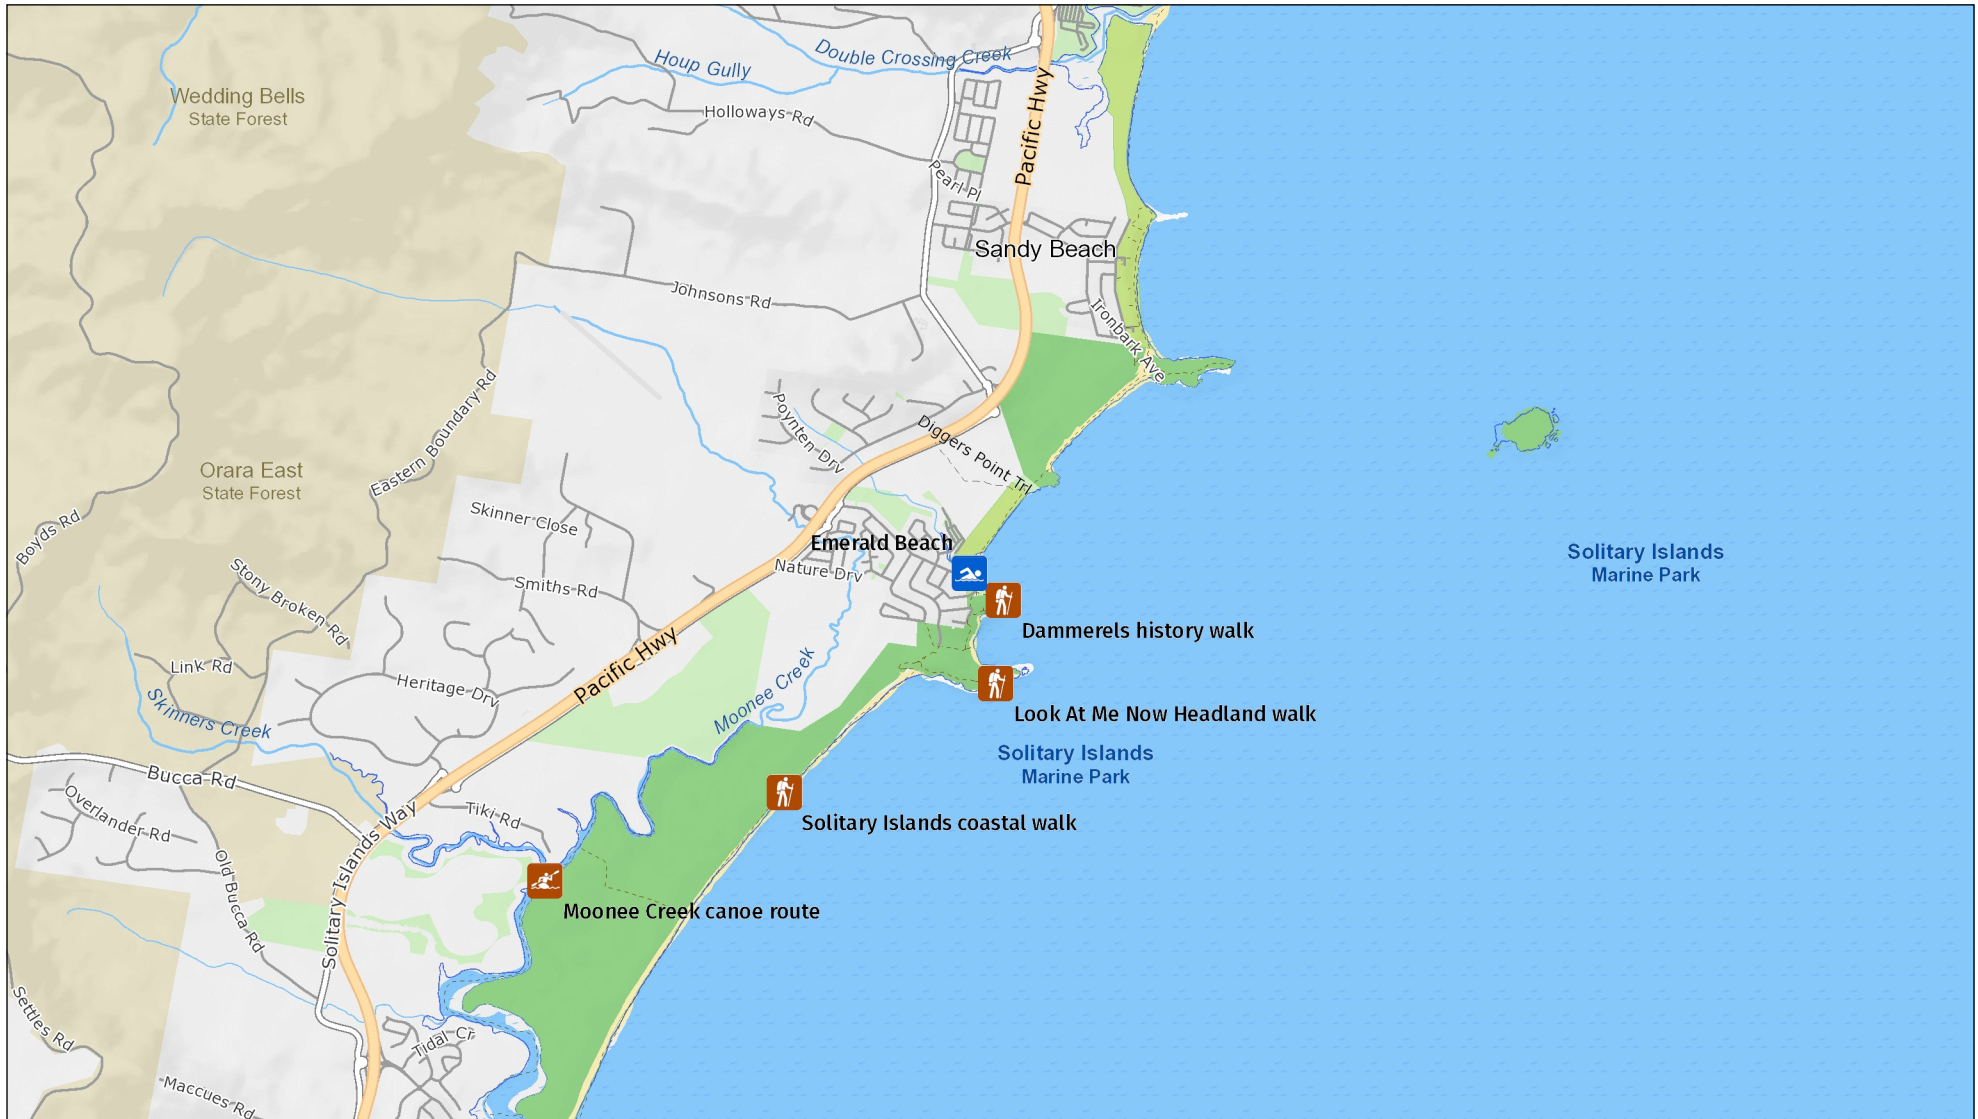 Houp Gully
Double Crossing Creek
Wedding Bells
State Forest
Holloways Rd
Pacific Hwy
Pearl Pl
Sandy Beach
Johnsons Rd
Ironbark Ave
Eastern Boundary Rd
Poynten Drv
Diggers Point Trl
Orara East
State Forest
Boyds Rd
Skinner Close
Emerald Beach
Nature Drv
Solitary Islands
Marine Park
Stony Broken Rd
Smiths Rd
Dammerels history walk
Link Rd
Pacific Hwy
Heritage Drv
Moonee Creek
Skinners Creek
Look At Me Now Headland walk
Solitary Islands
Marine Park
Bucca Rd
Overlander Rd
Tiki Rd
Solitary Islands coastal walk
Solitary Islands Way
Old Bucca Rd
Moonee Creek canoe route
Settles Rd
Tidal Cr
Maccues Rd